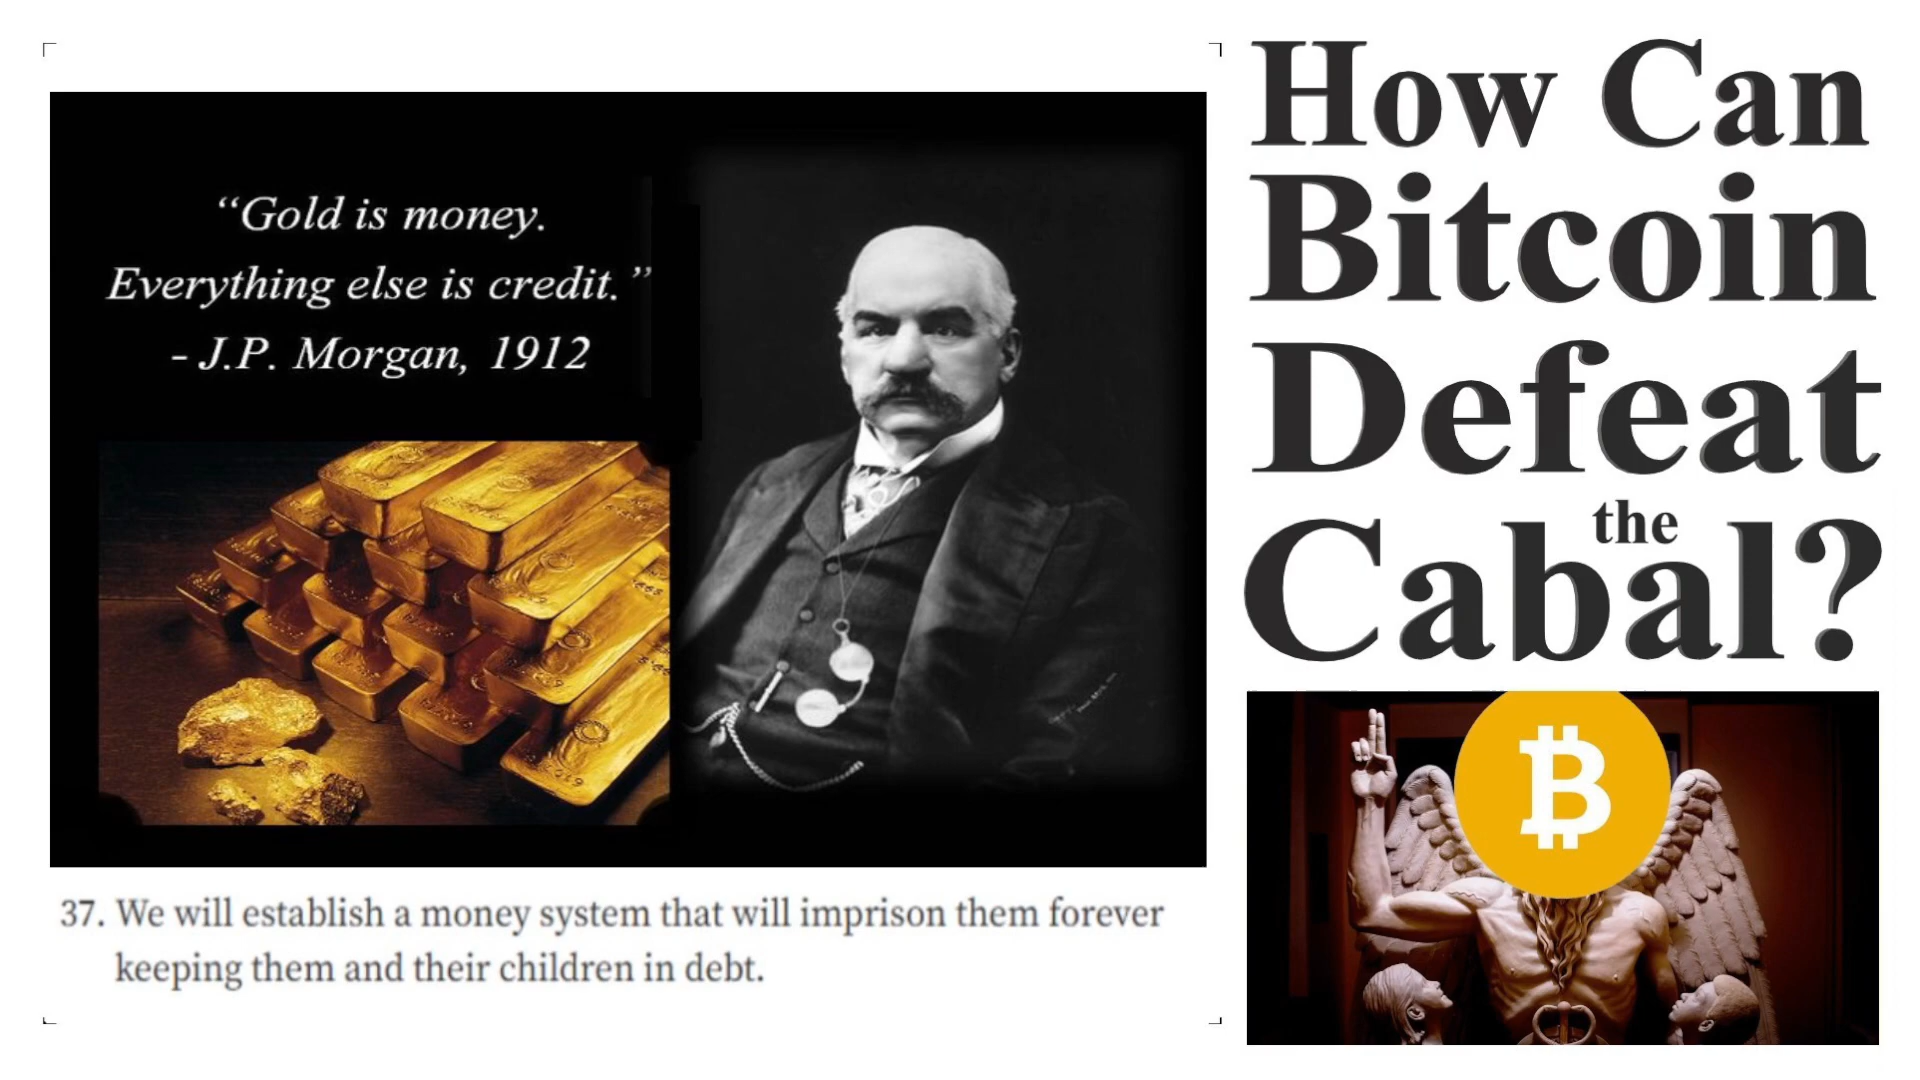 “Gold is money.
Everything else is credit.”
- J.P. Morgan, 1912
37. We will establish a money system that will imprison them forever
keeping them and their children in debt.
How Can
Bitcoin
Defeat
the
Cabal?